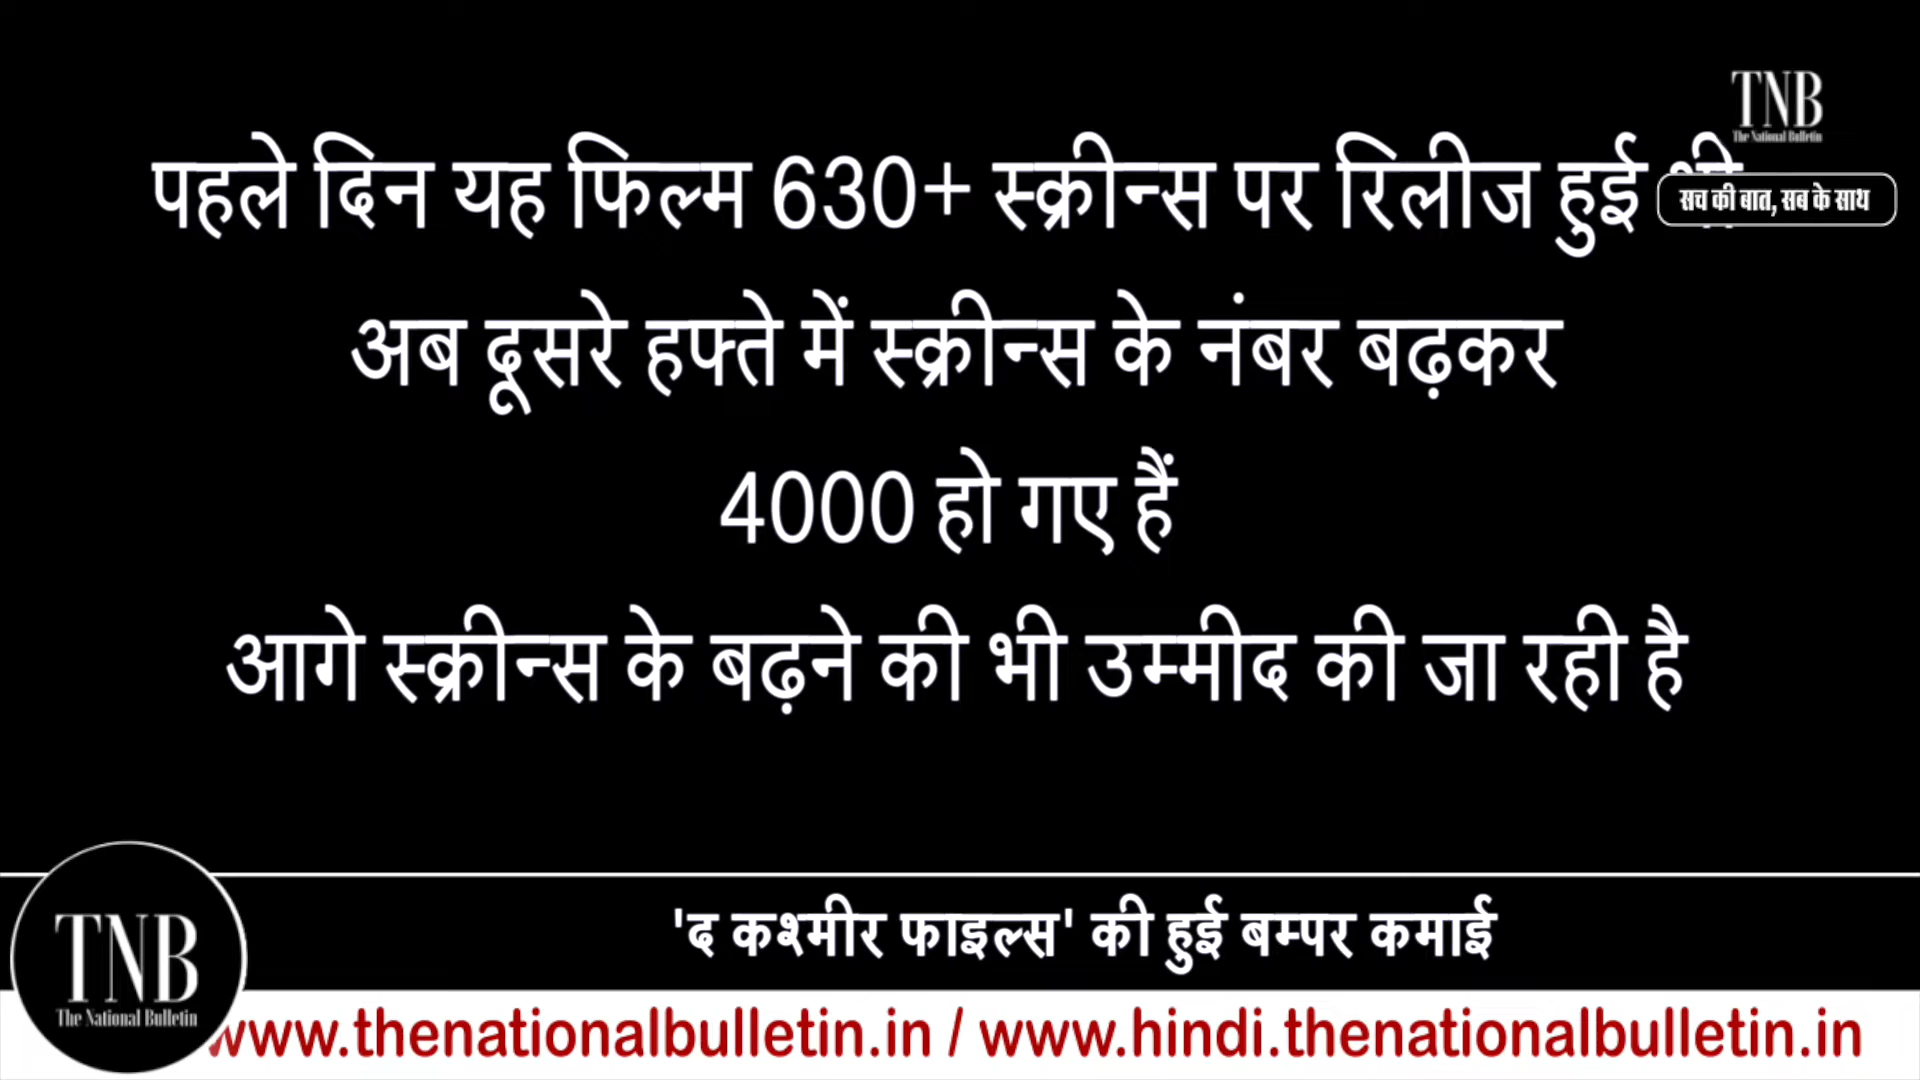 TNB
The National Bulletin
सच की बात, सब के साथ
पहले दिन यह फिल्म 630+ स्क्रीन्स पर रिलीज हुई
अब दूसरे हफ्ते में स्क्रीन्स के नंबर बढ़कर
4000 हो गए हैं
आगे स्क्रीन्स के बढ़ने की भी उम्मीद की जा रही है
'द कश्मीर फाइल्स' की हुई बम्पर कमाई
TNB
The National Bulletin
www.thenationalbulletin.in / www.hindi.thenationalbulletin.in